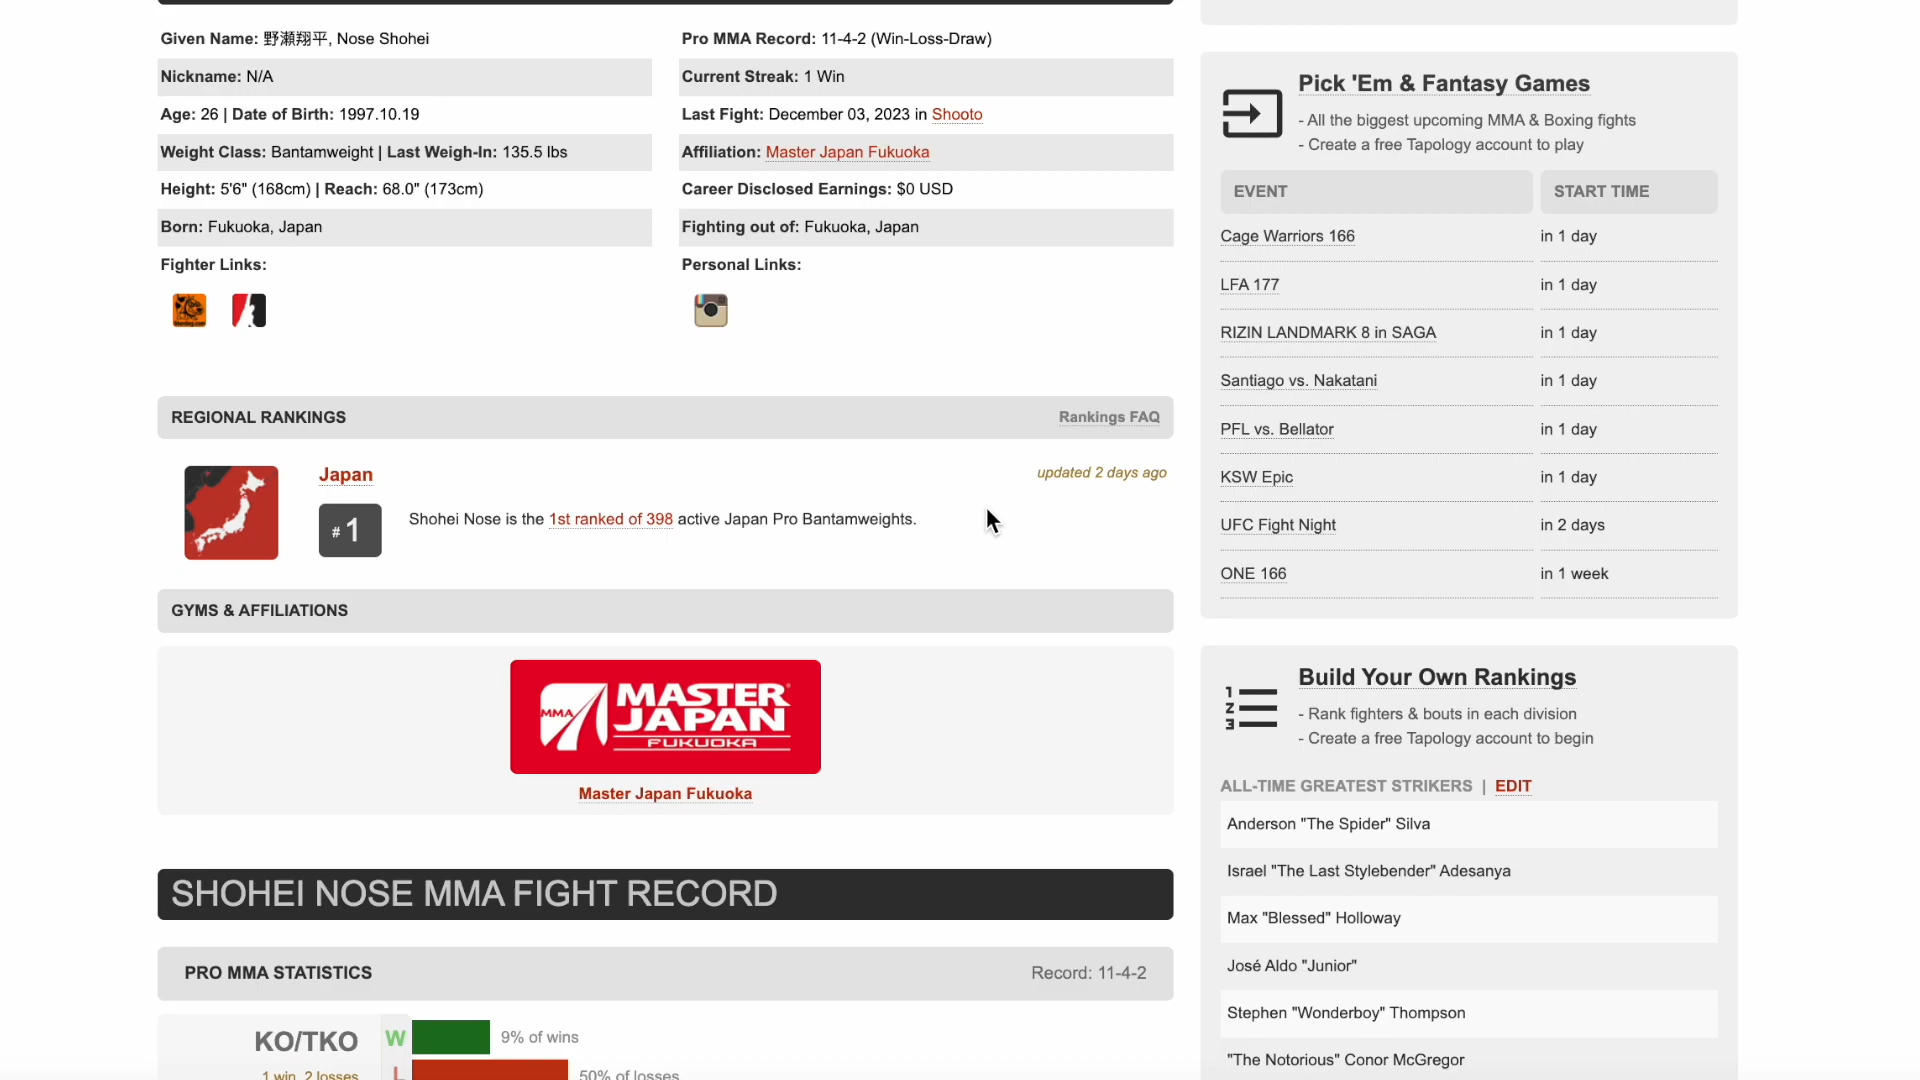 Given Name: 野瀬翔平, Nose Shohei
Pro MMA Record: 11-4-2 (Win-Loss-Draw)
Nickname: N/A
Current Streak: 1 Win
Age: 26 | Date of Birth: 1997.10.19
Last Fight: December 03, 2023 in Shooto
Weight Class: Bantamweight | Last Weigh-In: 135.5 lbs
Affiliation: Master Japan Fukuoka
Height: 5'6" (168cm) | Reach: 68.0" (173cm)
Career Disclosed Earnings: $0 USD
Born: Fukuoka, Japan
Fighting out of: Fukuoka, Japan
Fighter Links:
Personal Links:
REGIONAL RANKINGS
Rankings FAQ
Japan
updated 2 days ago
#1
Shohei Nose is the 1st ranked of 398 active Japan Pro Bantamweights.
GYMS & AFFILIATIONS
MMA
MASTER
JAPAN
FUKUOKA
Master Japan Fukuoka
SHOHEI NOSE MMA FIGHT RECORD
PRO MMA STATISTICS
Record: 11-4-2
KO/TKO
W
9% of wins
1 win, 2 losses
L
50% of losses
Pick 'Em & Fantasy Games
- All the biggest upcoming MMA & Boxing fights
- Create a free Tapology account to play
EVENT
START TIME
Cage Warriors 166
in 1 day
LFA 177
in 1 day
RIZIN LANDMARK 8 in SAGA
in 1 day
Santiago vs. Nakatani
in 1 day
PFL vs. Bellator
in 1 day
KSW Epic
in 1 day
UFC Fight Night
in 2 days
ONE 166
in 1 week
1
2
3
Build Your Own Rankings
- Rank fighters & bouts in each division
- Create a free Tapology account to begin
ALL-TIME GREATEST STRIKERS | EDIT
Anderson "The Spider" Silva
Israel "The Last Stylebender" Adesanya
Max "Blessed" Holloway
José Aldo "Junior"
Stephen "Wonderboy" Thompson
"The Notorious" Conor McGregor